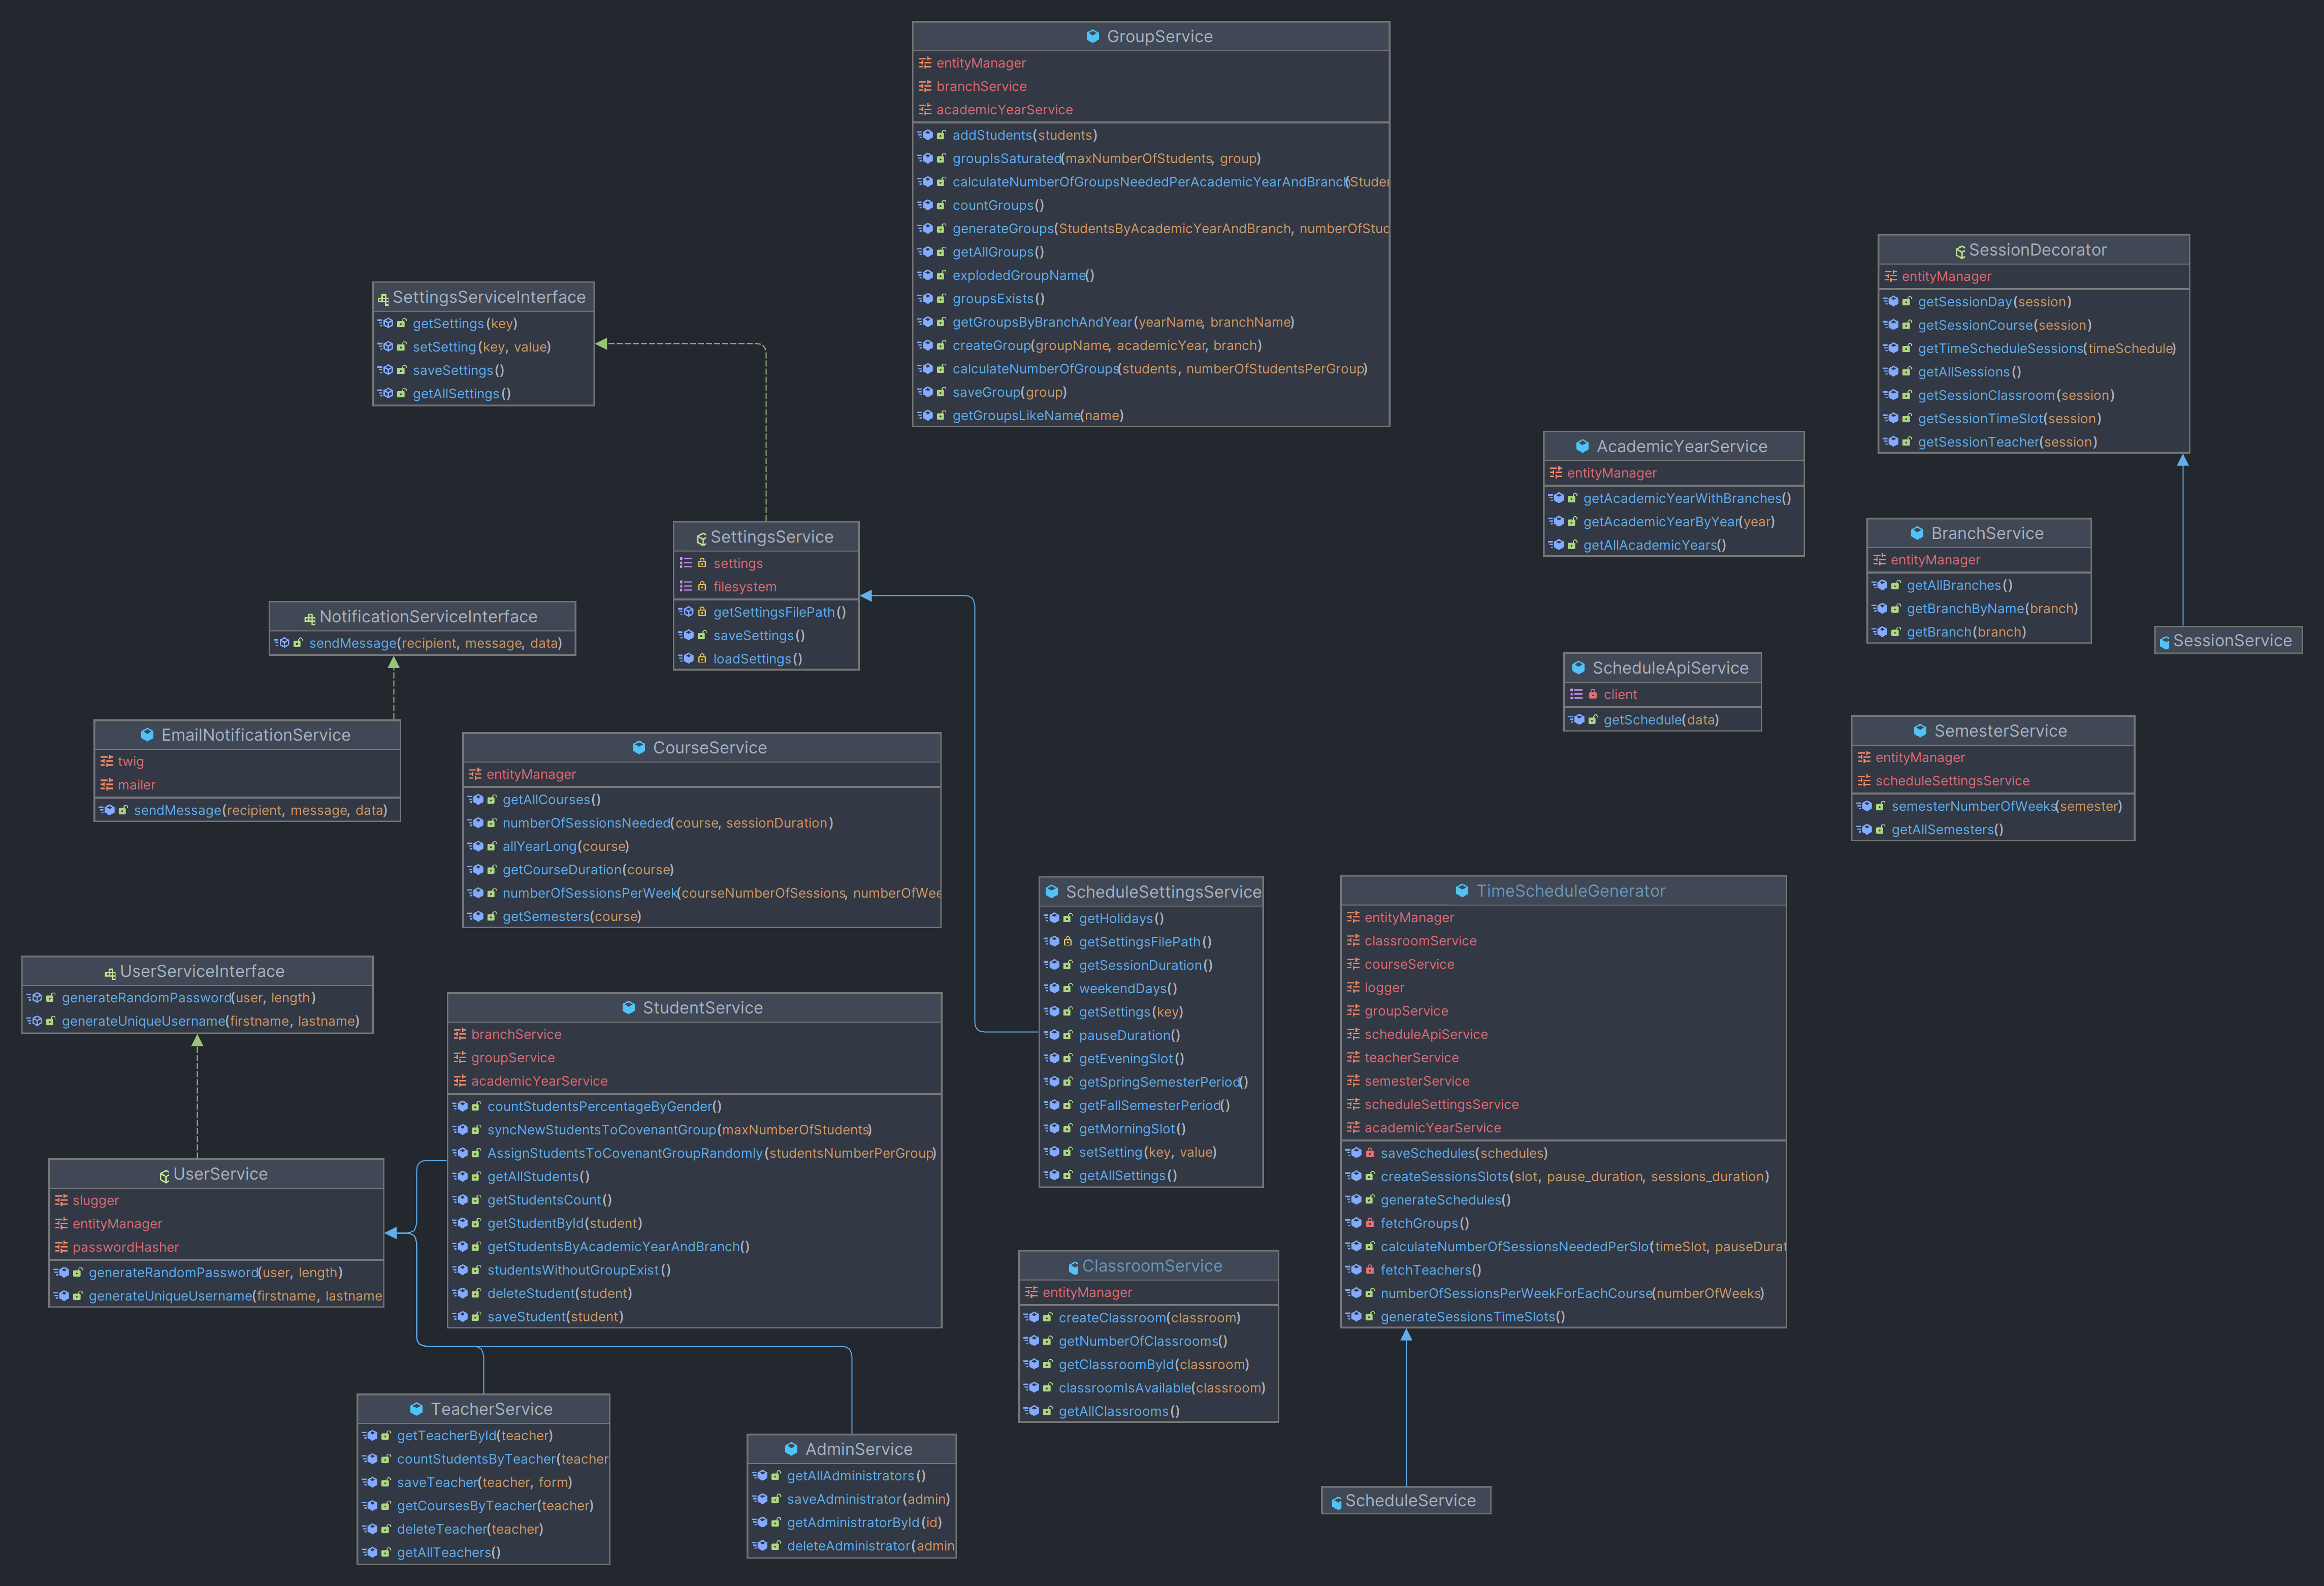 GroupService
entityManager
branchService
academicYearService
addStudents(students)
groupIsSaturated(maxNumberOfStudents, group)
calculateNumberOfGroupsNeededPerAcademicYearAndBranch(Studer
countGroups()
generateGroups(StudentsByAcademicYearAndBranch, numberOfStud
getAllGroups()
explodedGroupName()
groupsExists()
getGroupsByBranchAndYear(yearName, branchName)
createGroup(groupName, academicYear, branch)
calculateNumberOfGroups(students, numberOfStudentsPerGroup)
saveGroup(group)
getGroupsLikeName(name)
SessionDecorator
entityManager
getSessionDay(session)
getSessionCourse(session)
getTimeScheduleSessions(timeSchedule)
getAllSessions()
getSessionClassroom(session)
getSessionTimeSlot(session)
getSessionTeacher(session)
SettingsServiceInterface
getSettings(key)
setSetting(key, value)
saveSettings()
getAllSettings()
AcademicYearService
entityManager
getAcademicYearWithBranches()
getAcademicYearByYear(year)
getAllAcademicYears()
SettingsService
settings
filesystem
getSettingsFilePath()
saveSettings()
loadSettings()
BranchService
entityManager
getAllBranches()
getBranchByName(branch)
getBranch(branch)
SessionService
NotificationServiceInterface
sendMessage(recipient, message, data)
ScheduleApiService
client
getSchedule(data)
EmailNotificationService
twig
mailer
sendMessage(recipient, message, data)
CourseService
entityManager
getAllCourses()
numberOfSessionsNeeded(course, sessionDuration)
allYearLong(course)
getCourseDuration(course)
numberOfSessionsPerWeek(courseNumberOfSessions, numberOfWee
getSemesters(course)
SemesterService
entityManager
scheduleSettingsService
semesterNumberOfWeeks(semester)
getAllSemesters()
ScheduleSettingsService
getHolidays()
getSettingsFilePath()
getSessionDuration()
weekendDays()
getSettings(key)
pauseDuration()
getEveningSlot()
getSpringSemesterPeriod()
getFallSemesterPeriod()
getMorningSlot()
setSetting(key, value)
getAllSettings()
TimeScheduleGenerator
entityManager
classroomService
courseService
logger
groupService
scheduleApiService
teacherService
semesterService
scheduleSettingsService
academicYearService
saveSchedules(schedules)
createSessionsSlots(slot, pause_duration, sessions_duration)
generateSchedules()
fetchGroups()
calculateNumberOfSessionsNeededPerSlot(timeSlot, pauseDurat
fetchTeachers()
numberOfSessionsPerWeekForEachCourse(numberOfWeeks)
generateSessionsTimeSlots()
UserServiceInterface
generateRandomPassword(user, length)
generateUniqueUsername(firstname, lastname)
StudentService
branchService
groupService
academicYearService
countStudentsPercentageByGender()
syncNewStudentsToCovenantGroup(maxNumberOfStudents)
AssignStudentsToCovenantGroupRandomly(studentsNumberPerGroup)
getAllStudents()
getStudentsCount()
getStudentById(student)
getStudentsByAcademicYearAndBranch()
studentsWithoutGroupExist()
deleteStudent(student)
saveStudent(student)
UserService
slugger
entityManager
passwordHasher
generateRandomPassword(user, length)
generateUniqueUsername(firstname, lastname
ClassroomService
entityManager
createClassroom(classroom)
getNumberOfClassrooms()
getClassroomById(classroom)
classroomIsAvailable(classroom)
getAllClassrooms()
TeacherService
getTeacherById(teacher)
countStudentsByTeacher(teacher
saveTeacher(teacher, form)
getCoursesByTeacher(teacher)
deleteTeacher(teacher)
getAllTeachers()
AdminService
getAllAdministrators()
saveAdministrator(admin)
getAdministratorById(id)
deleteAdministrator(admin
ScheduleService